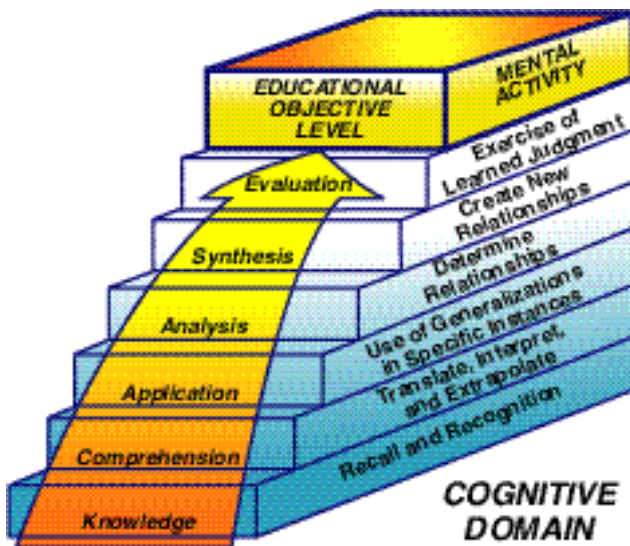 EDUCATIONAL
OBJECTIVE
LEVEL
MENTAL
ACTIVITY
Evaluation
Exercise of
Learned Judgment
Synthesis
Create New
Relationships
Analysis
Determine
Relationships
Application
Use of Generalizations
in Specific Instances
Comprehension
Translate, Interpret,
and Extrapolate
Knowledge
Recall and Recognition
COGNITIVE
DOMAIN